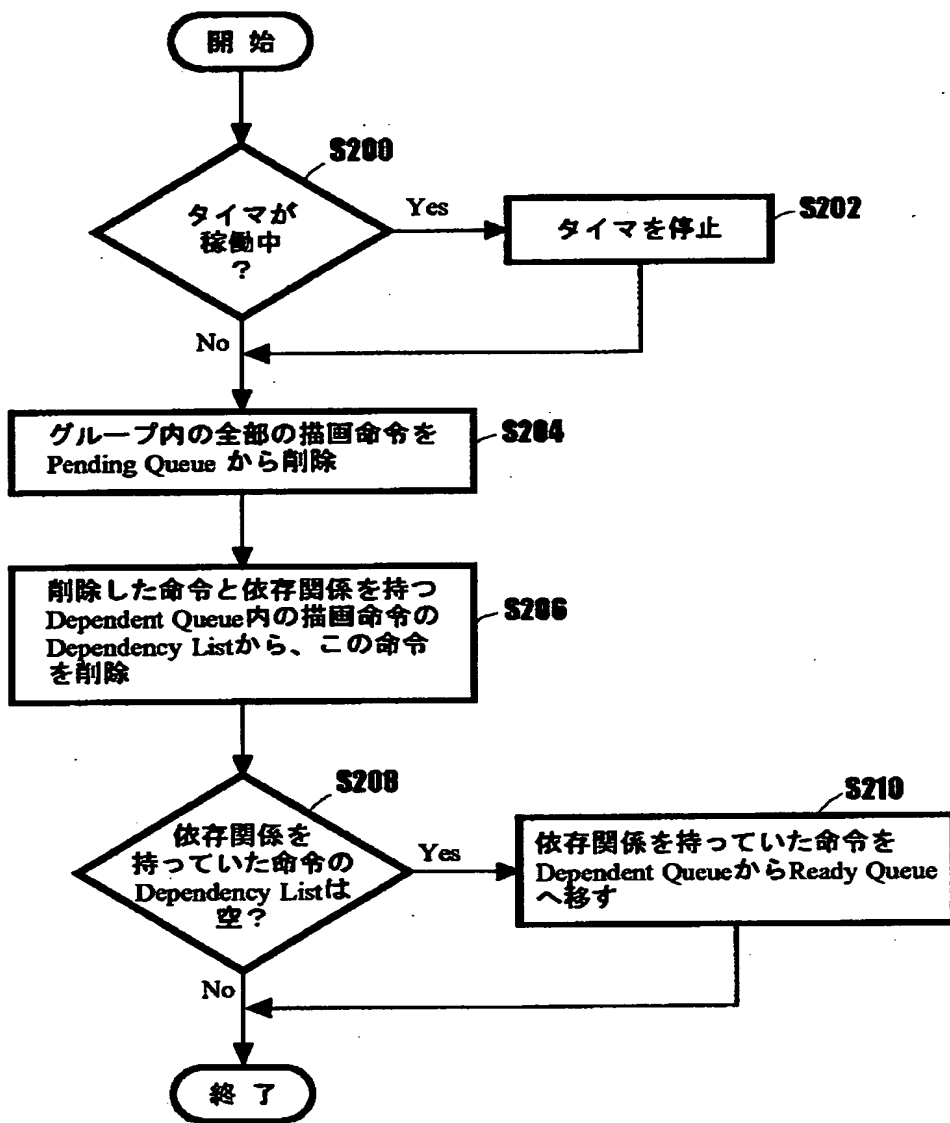 開始
S200
タイマが
稼働中
?
Yes
タイマを停止
S202
No
グループ内の全部の描画命令を
Pending Queue から削除
S204
削除した命令と依存関係を持つ
Dependent Queue内の描画命令の
Dependency Listから、この命令
を削除
S206
S208
依存関係を
持っていた命令の
Dependency Listは
空?
Yes
S210
依存関係を持っていた命令を
Dependent QueueからReady Queue
へ移す
No
終了